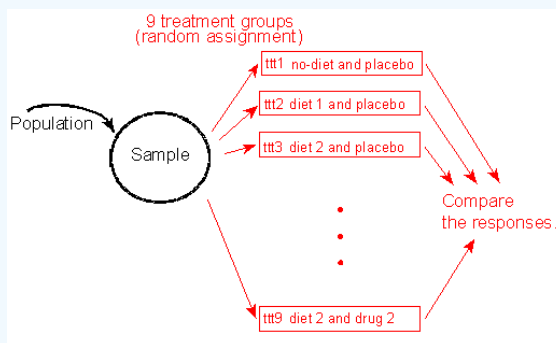 9 treatment groups
(random assignment)
ttt1 no-diet and placebo
ttt2 diet 1 and placebo
Population
ttt3 diet 2 and placebo
Sample
Compare
the responses.
ttt9 diet 2 and drug 2